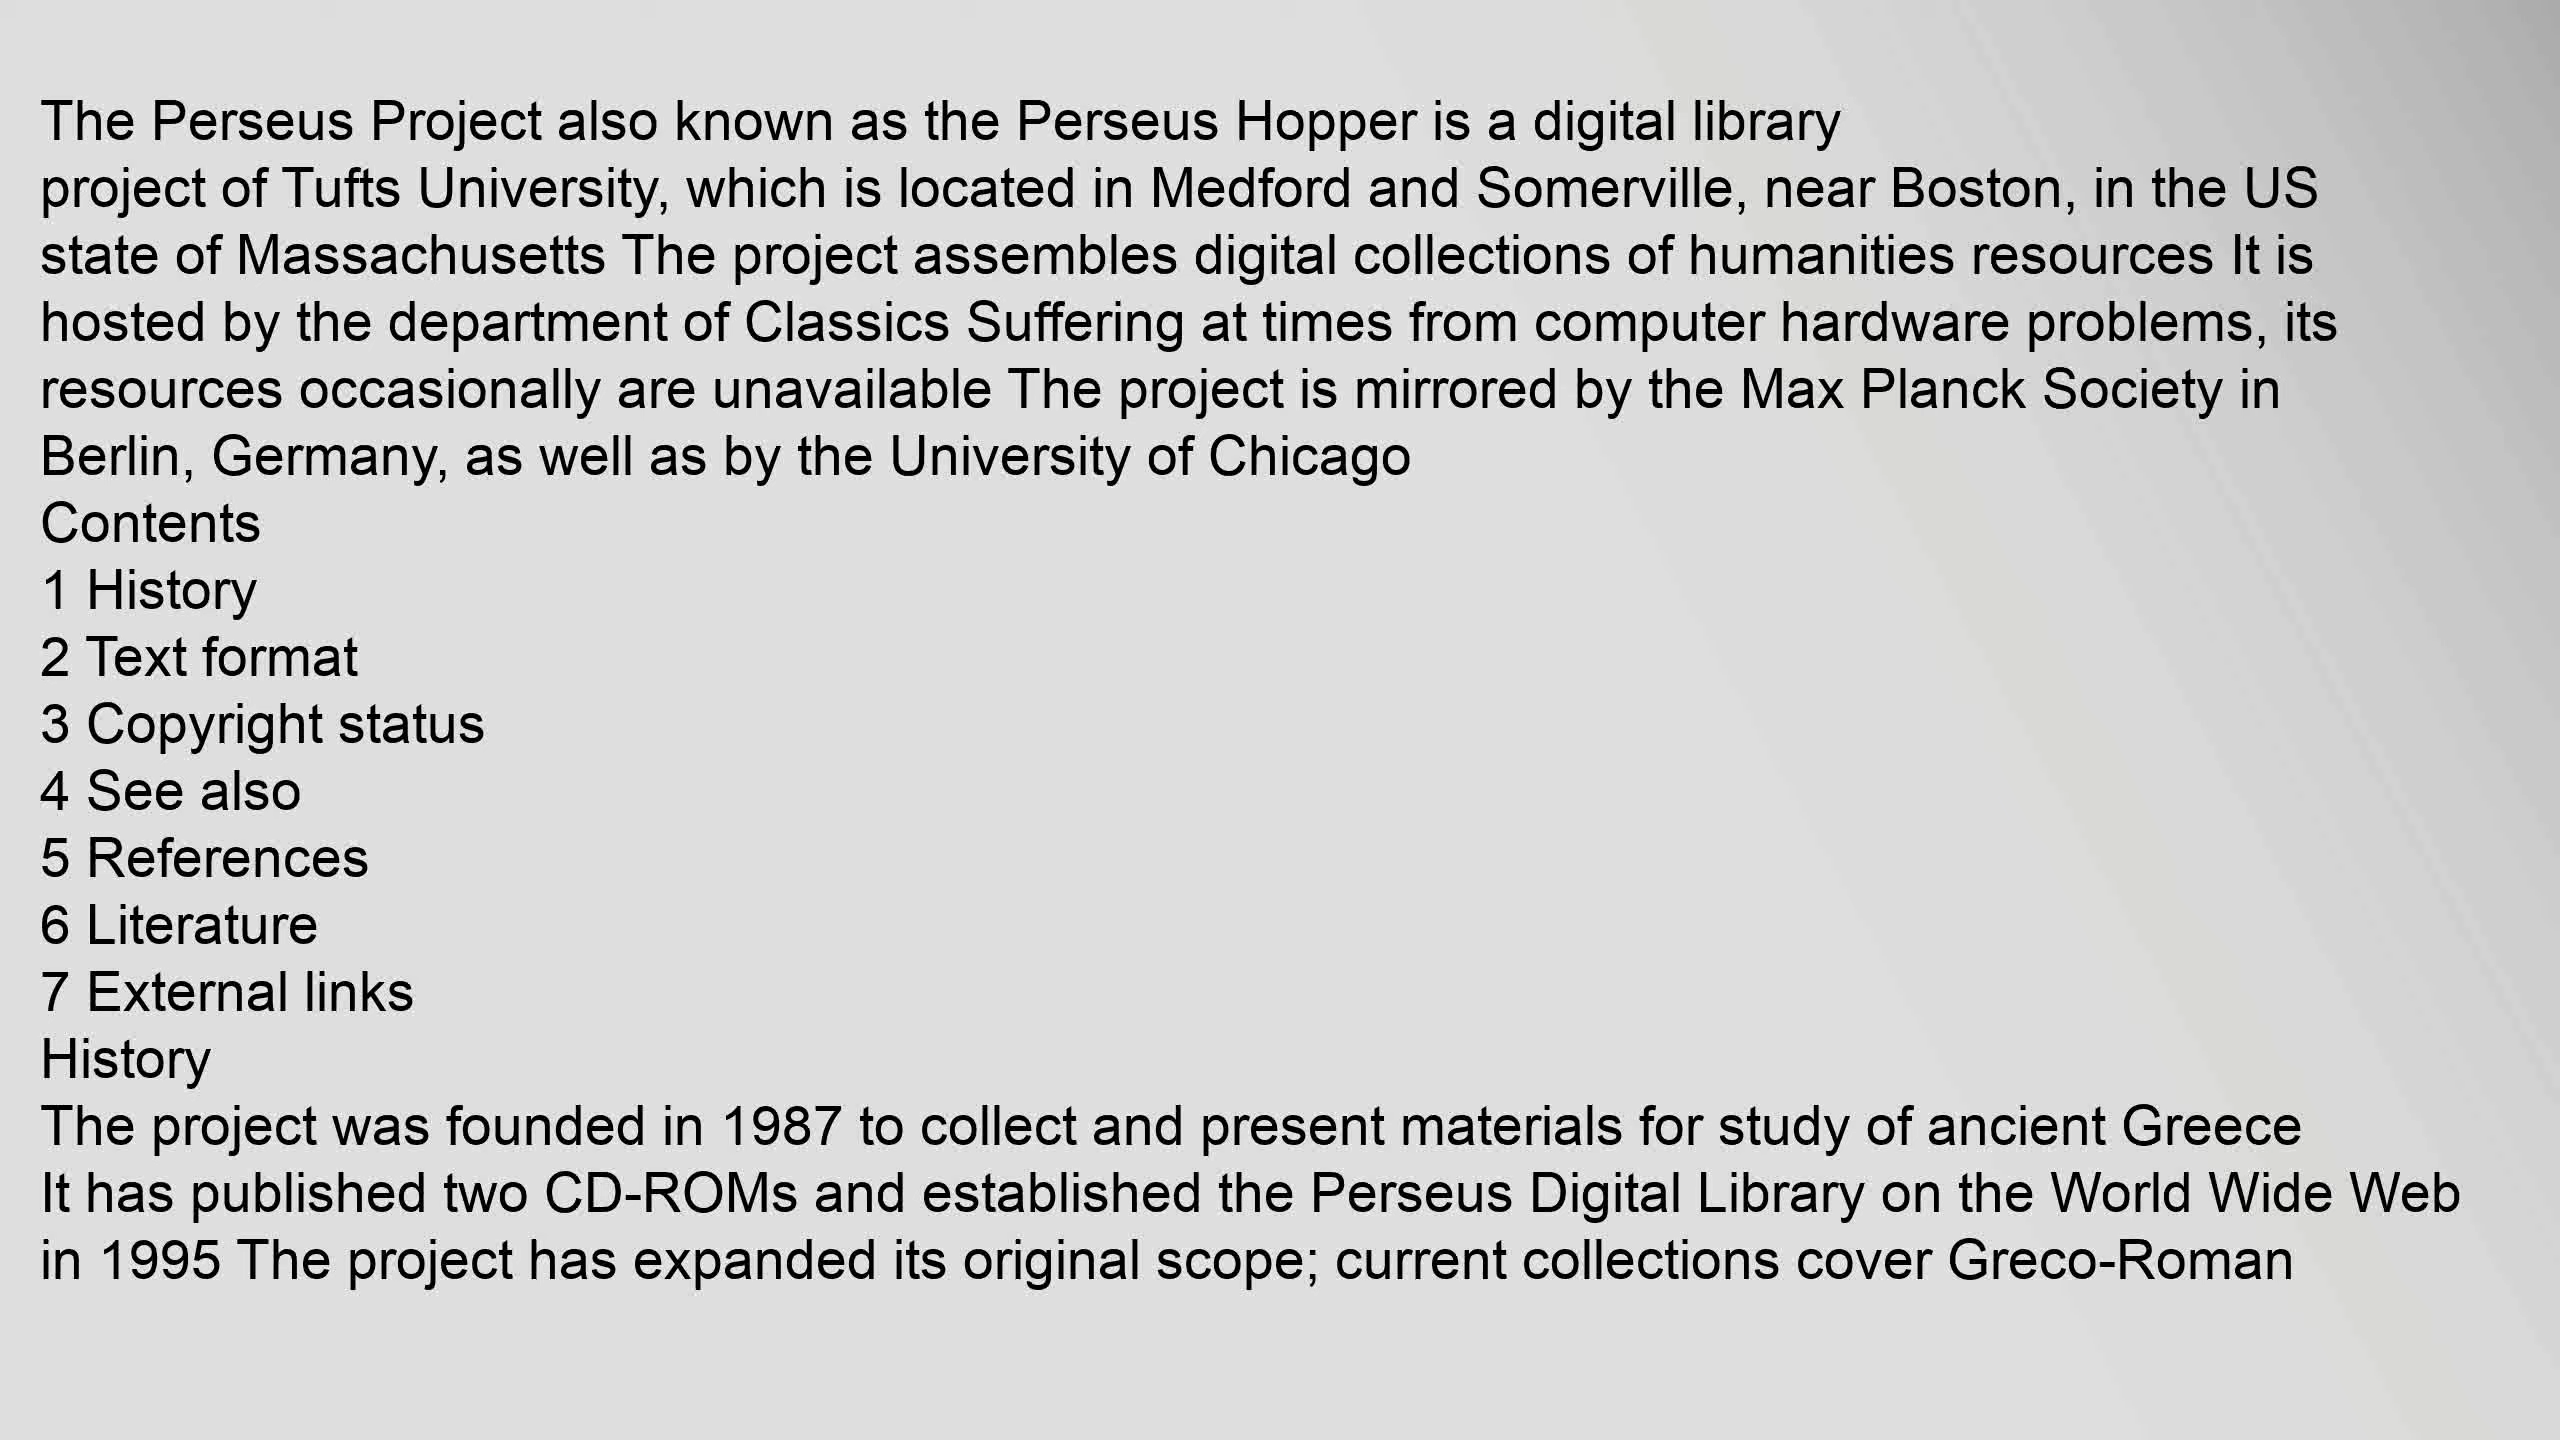 The Perseus Project also known as the Perseus Hopper is a digital library
project of Tufts University, which is located in Medford and Somerville, near Boston, in the US
state of Massachusetts The project assembles digital collections of humanities resources It is
hosted by the department of Classics Suffering at times from computer hardware problems, its
resources occasionally are unavailable The project is mirrored by the Max Planck Society in
Berlin, Germany, as well as by the University of Chicago
Contents
1 History
2 Text format
3 Copyright status
4 See also
5 References
6 Literature
7 External links
History
The project was founded in 1987 to collect and present materials for study of ancient Greece
It has published two CD-ROMs and established the Perseus Digital Library on the World Wide Web
in 1995 The project has expanded its original scope; current collections cover Greco-Roman